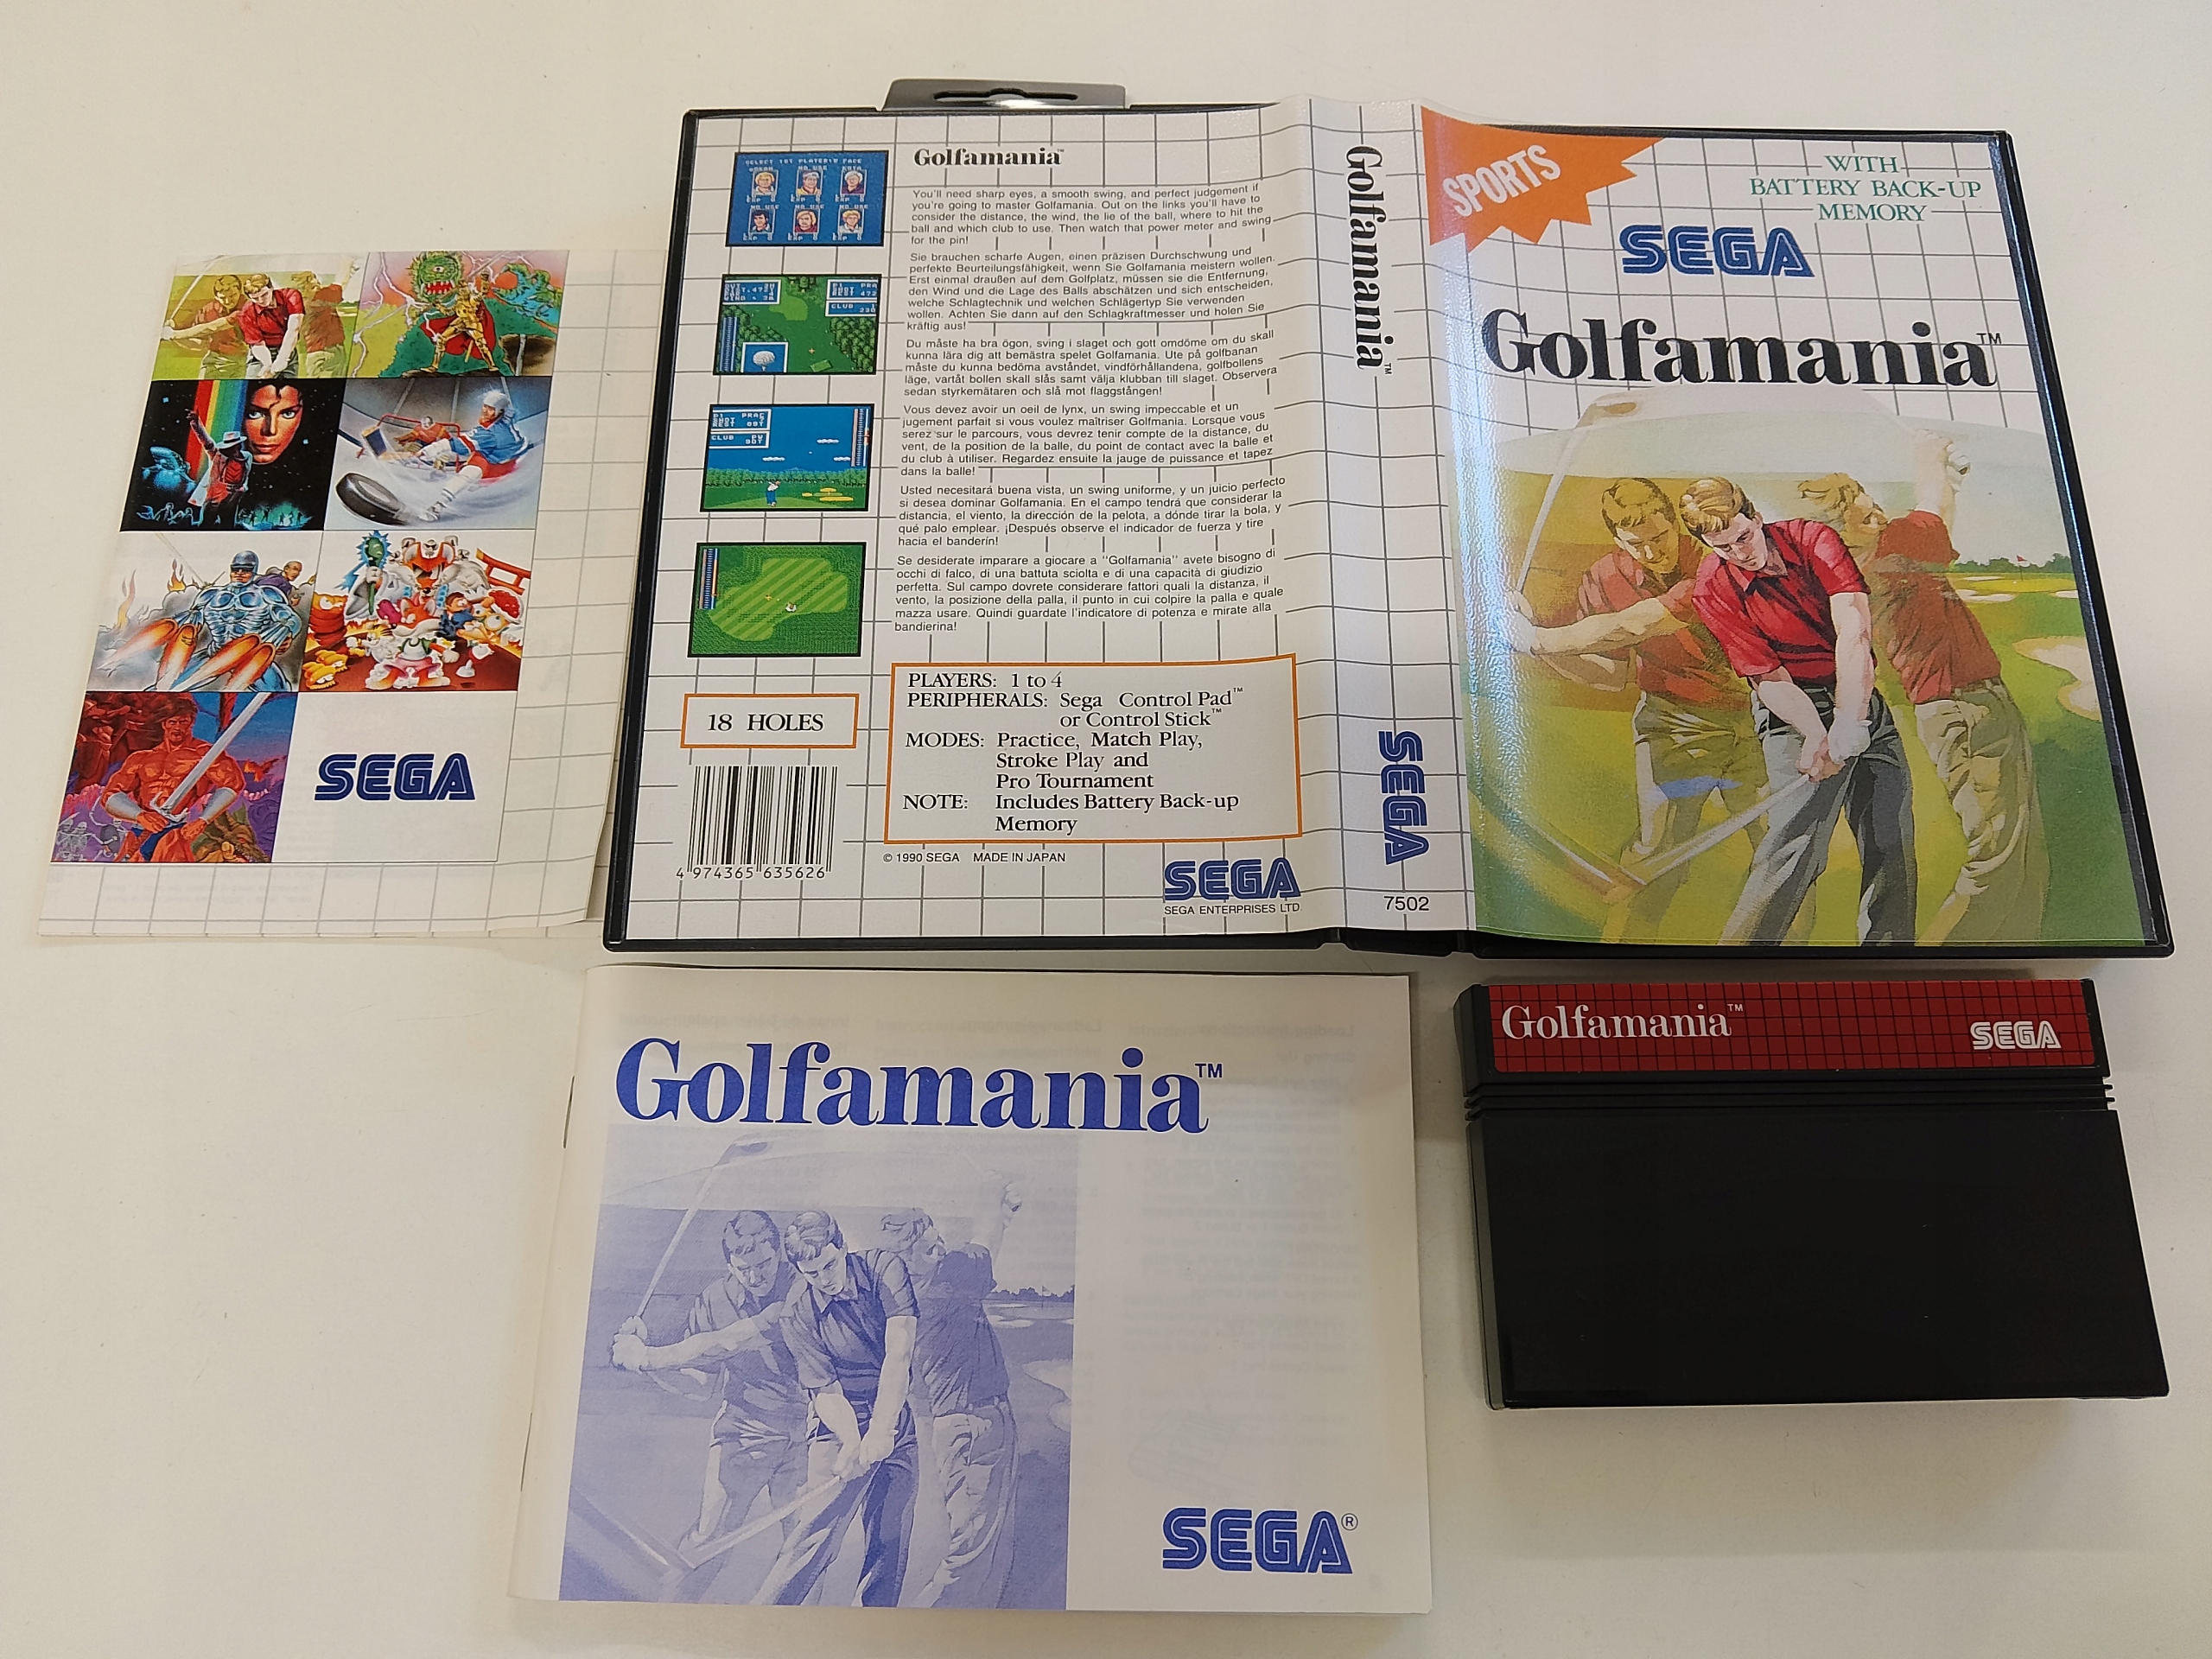 Golfamania™
You'll need sharp eyes, a smooth swing, and perfect judgement if
you're going to master Golfamania. Out on the links you'll have to
consider the distance, the wind, the lie of the ball, where to hit the
ball and which club to use. Then watch that power meter and swing
for the pin!
Sie brauchen scharfe Augen, einen präzisen Durchschwung und
perfekte Beurteilungsfähigkeit, wenn Sie Golfamania meistern wollen.
Erst einmal draußen auf dem Golfplatz, müssen sie die Entfernung,
den Wind und die Lage des Balls abschätzen und sich entscheiden,
welche Schlagtechnik und welchen Schlägertyp Sie verwenden
wollen. Achten Sie dann auf den Schlagkraftmesser und holen Sie
kräftig aus!
Du måste ha bra ögon, sving i slaget och gott omdöme om du skall
kunna lära dig att bemästra spelet Golfamania. Ute på golfbanan
måste du kunna bedöma avståndet, vindförhållandena, golfbollens
läge, vartåt bollen skall slås samt välja klubban till slaget. Observera
sedan styrkemätaren och slå mot flaggstången!
Vous devez avoir un oeil de lynx, un swing impeccable et un
jugement parfait si vous voulez maîtriser Golfmania. Lorsque vous
serez sur le parcours, vous devrez tenir compte de la distance, du
vent, de la position de la balle, du point de contact avec la balle et
du club à utiliser. Regardez ensuite la jauge de puissance et tapez
dans la balle!
Usted necesitará buena vista, un swing uniforme, y un juicio perfecto
si desea dominar Golfamania. En el campo tendrá que considerar la
distancia, el viento, la dirección de la pelota, a dónde tirar la bola, y
qué palo emplear. ¡Después observe el indicador de fuerza y tire
hacia el banderín!
Se desiderate imparare a giocare a "Golfamania" avete bisogno di
occhi di falco, di una battuta sciolta e di una capacità di giudizio
perfetta. Sul campo dovrete considerare fattori quali la distanza, il
vento, la posizione della palla, il punto in cui colpire la palla e quale
mazza usare. Quindi guardate l'indicatore di potenza e mirate alla
bandierina!
SELECT 1ST PLAYER'S FACE
18 HOLES
PLAYERS: 1 to 4
PERIPHERALS: Sega Control Pad™
or Control Stick™
MODES: Practice, Match Play,
Stroke Play and
Pro Tournament
NOTE: Includes Battery Back-up
Memory
4 974365 635626
© 1990 SEGA MADE IN JAPAN
SEGA
SEGA ENTERPRISES LTD.
Golfamania™
SEGA
7502
SPORTS
WITH
BATTERY BACK-UP
MEMORY
SEGA
Golfamania™
SEGA
Golfamania™
SEGA®
Golfamania™
SEGA